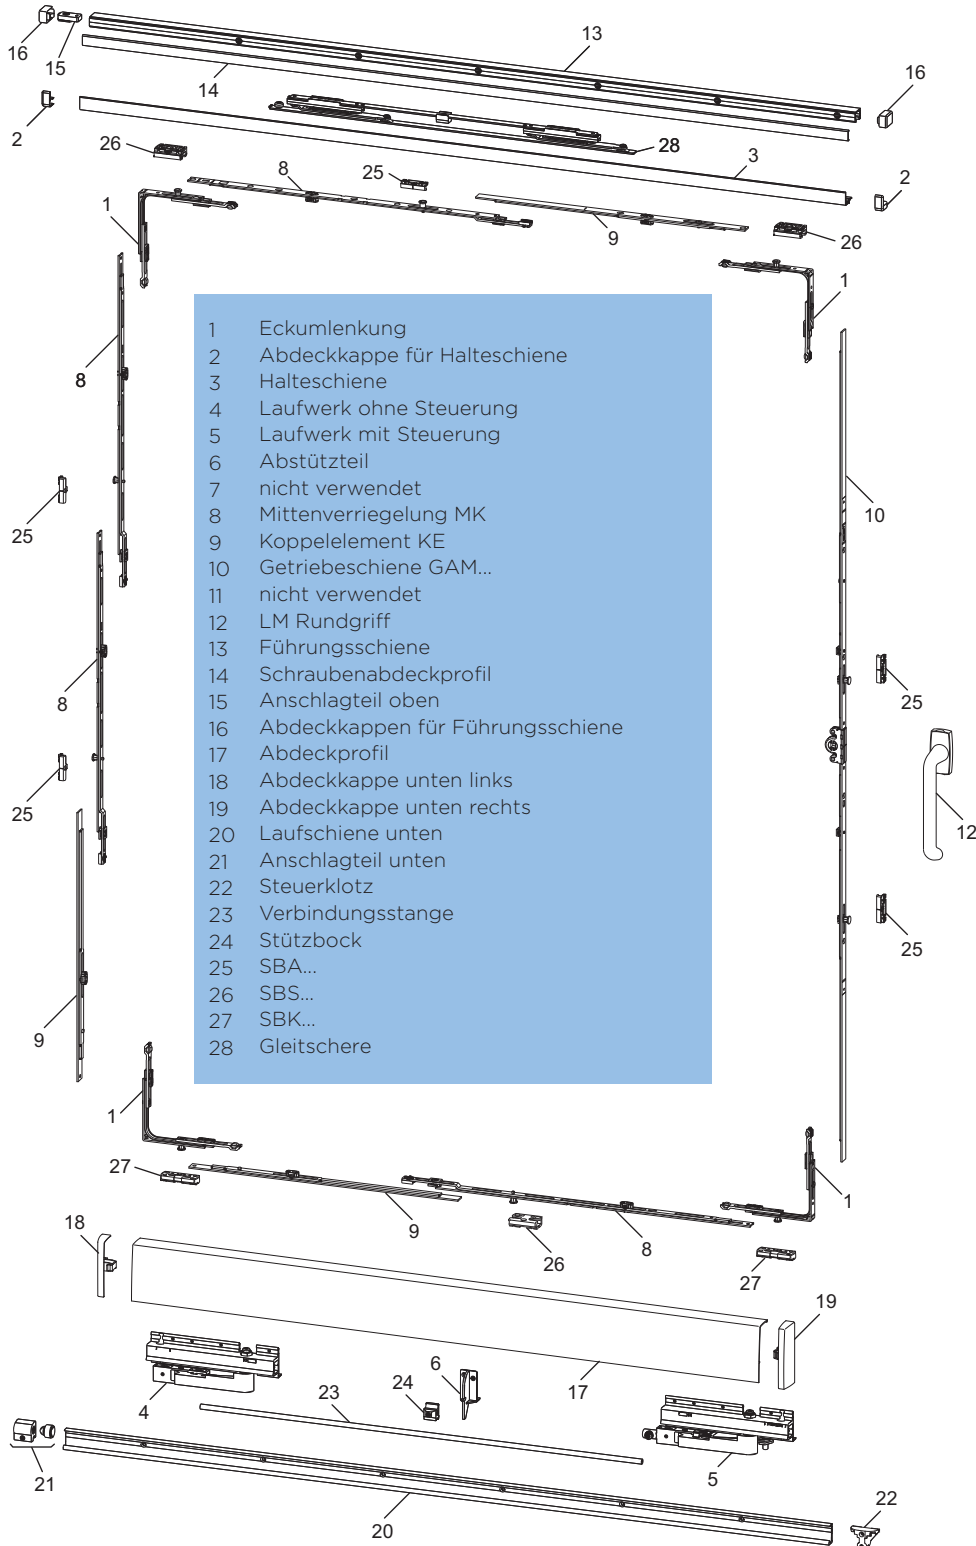 13
16
15
14
16
2
28
3
26
8
25
2
1
9
26
1
8
1 Eckumlenkung
2 Abdeckkappe für Halteschiene
3 Halteschiene
4 Laufwerk ohne Steuerung
5 Laufwerk mit Steuerung
6 Abstützteil
7 nicht verwendet
8 Mittenverriegelung MK
9 Koppelelement KE
10 Getriebeschiene GAM...
11 nicht verwendet
12 LM Rundgriff
13 Führungsschiene
14 Schraubenabdeckprofil
15 Anschlagteil oben
16 Abdeckkappen für Führungsschiene
17 Abdeckprofil
18 Abdeckkappe unten links
19 Abdeckkappe unten rechts
20 Laufschiene unten
21 Anschlagteil unten
22 Steuerklotz
23 Verbindungsstange
24 Stützbock
25 SBA...
26 SBS...
27 SBK...
28 Gleitschere
25
10
8
25
25
12
25
9
1
27
1
9
8
26
27
18
19
17
6
4
23
24
5
21
20
22